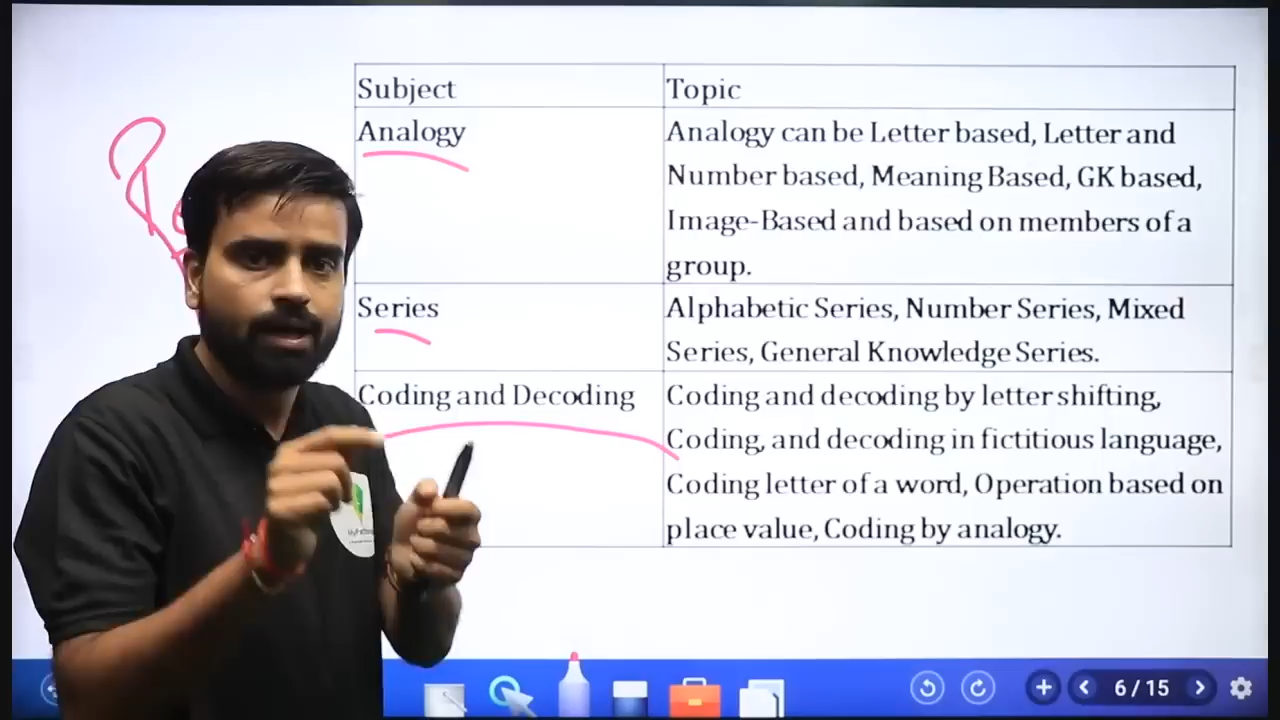 Subject
Topic
Analogy
Analogy can be Letter based, Letter and
Number based, Meaning Based, GK based,
Image-Based and based on members of a
group.
Series
Alphabetic Series, Number Series, Mixed
Series, General Knowledge Series.
Coding and Decoding
Coding and decoding by letter shifting,
Coding, and decoding in fictitious language,
Coding letter of a word, Operation based on
place value, Coding by analogy.
6 / 15